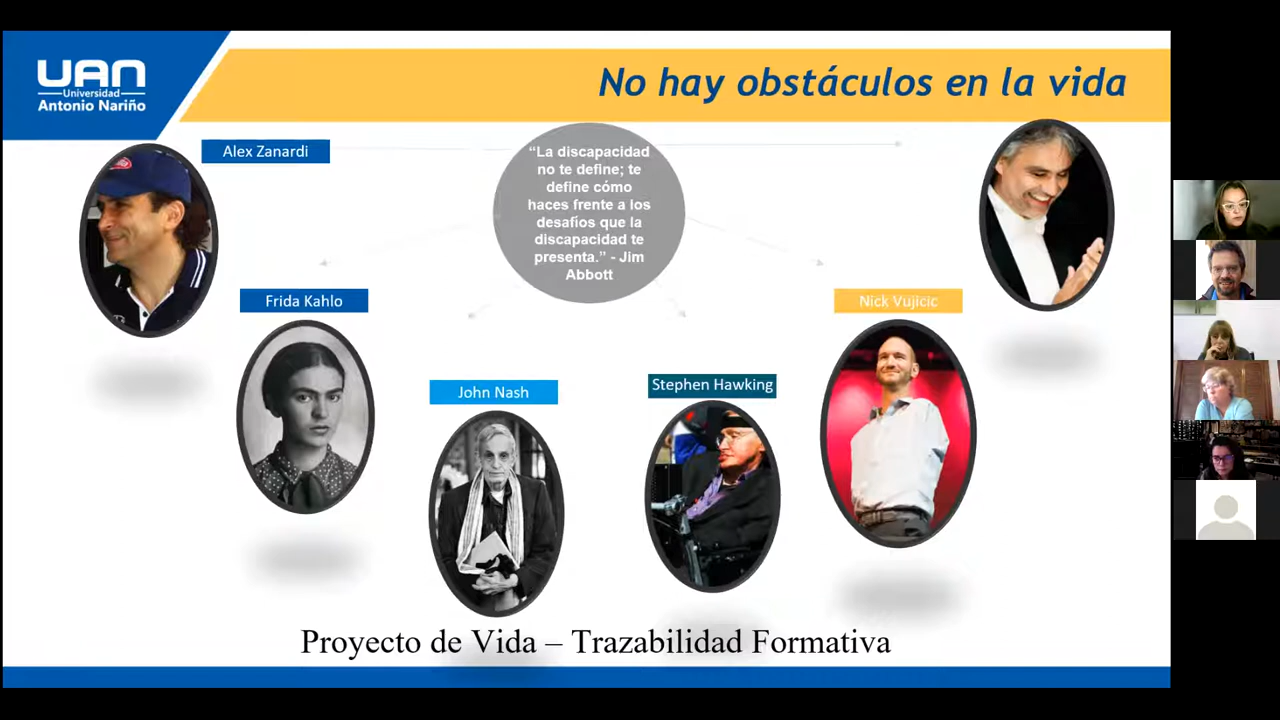 UAN
Universidad
Antonio Nariño
No hay obstáculos en la vida
Alex Zanardi
“La discapacidad
no te define; te
define cómo
haces frente a los
desafíos que la
discapacidad te
presenta.” - Jim
Abbott
Frida Kahlo
Nick Vujicic
John Nash
Stephen Hawking
Proyecto de Vida – Trazabilidad Formativa